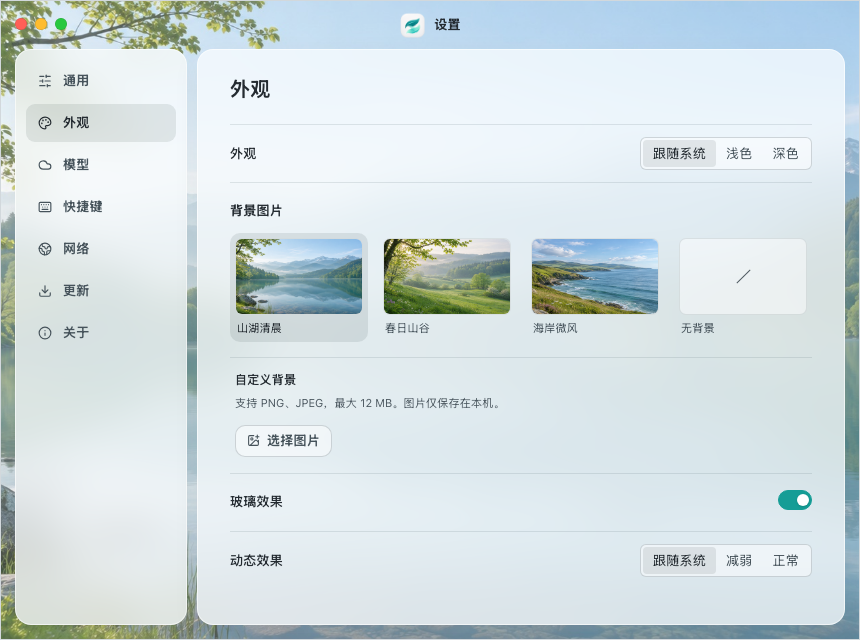 设置
通用
外观
模型
快捷键
网络
更新
关于
外观
外观
跟随系统 浅色 深色
背景图片
山湖清晨 春日山谷 海岸微风 无背景
自定义背景
支持 PNG、JPEG，最大 12 MB。图片仅保存在本机。
选择图片
玻璃效果
动态效果
跟随系统 减弱 正常